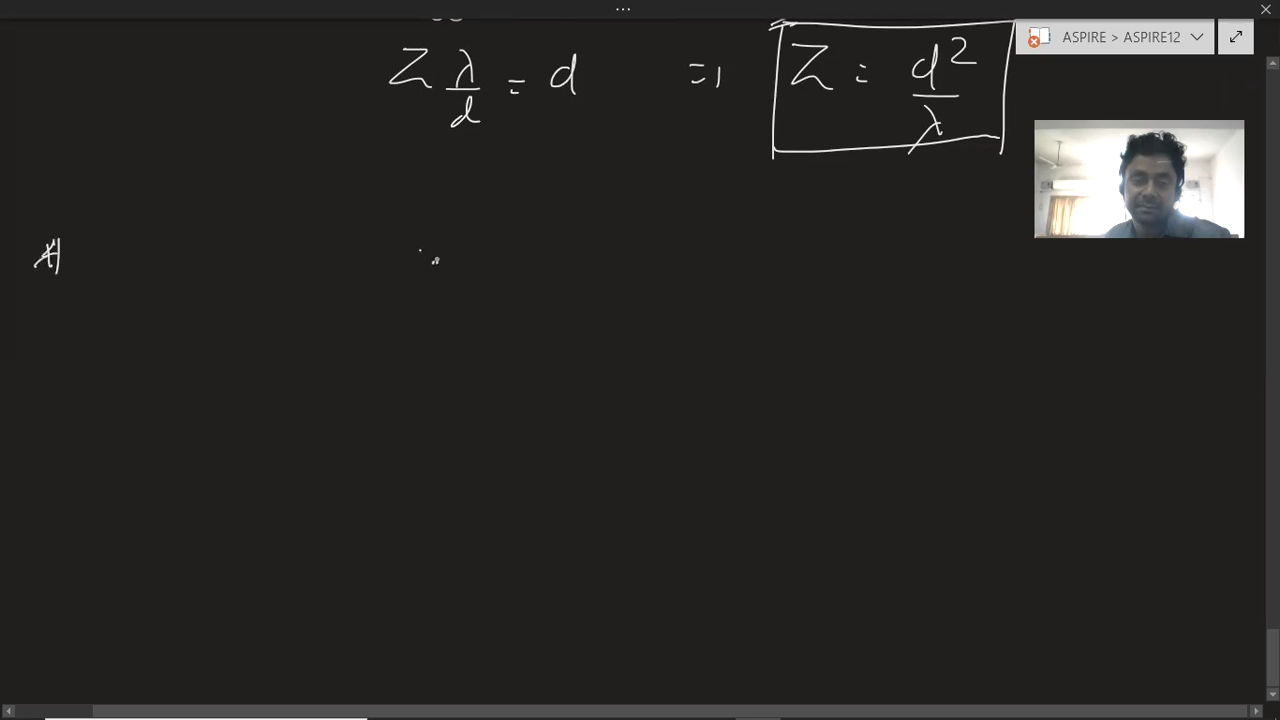 ASPIRE > ASPIRE12
Z λ/d = d ⇒ Z = d²/λ